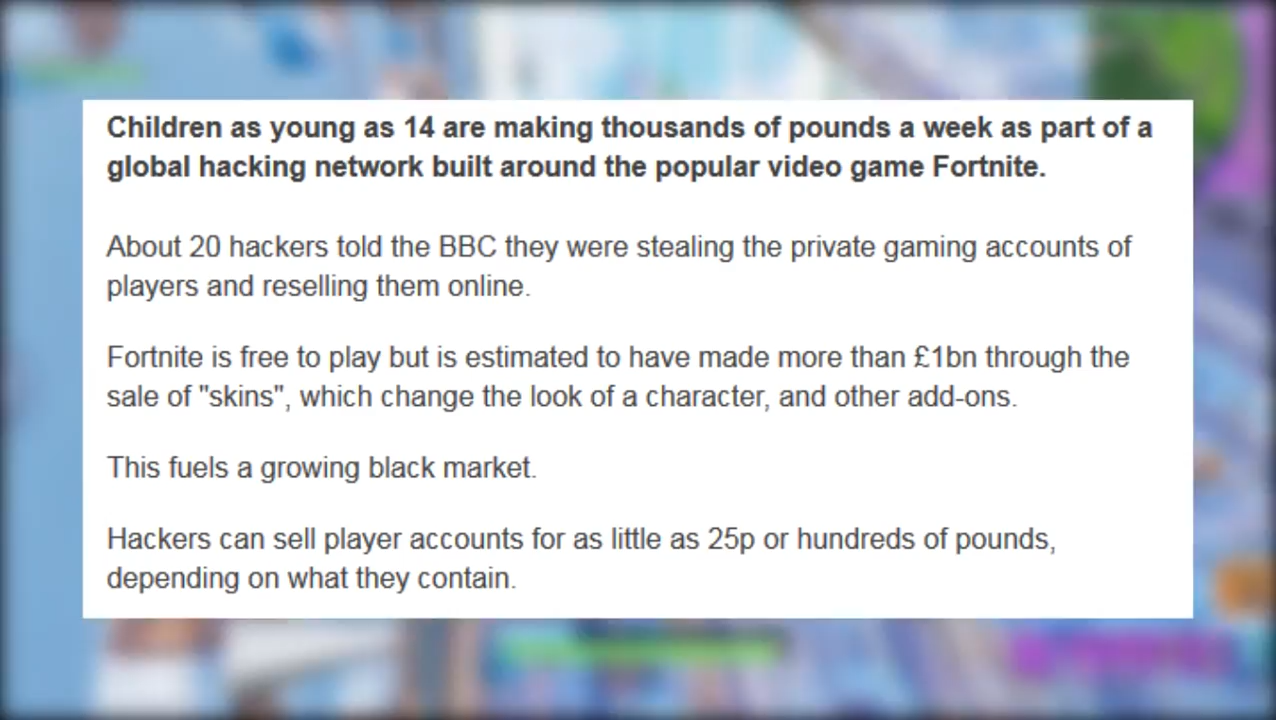 Children as young as 14 are making thousands of pounds a week as part of a
global hacking network built around the popular video game Fortnite.
About 20 hackers told the BBC they were stealing the private gaming accounts of
players and reselling them online.
Fortnite is free to play but is estimated to have made more than £1bn through the
sale of "skins", which change the look of a character, and other add-ons.
This fuels a growing black market.
Hackers can sell player accounts for as little as 25p or hundreds of pounds,
depending on what they contain.